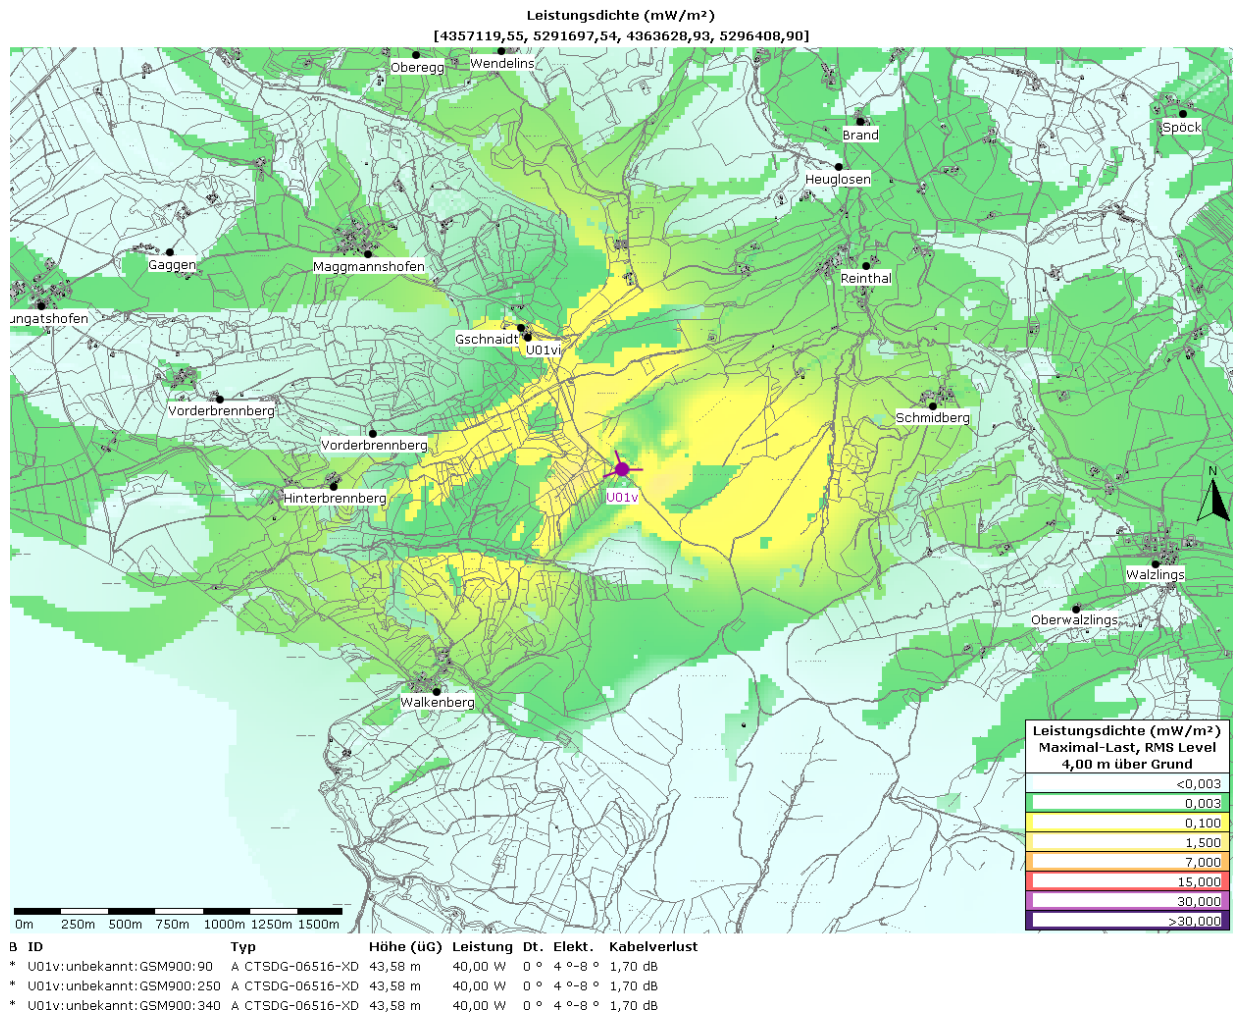 Leistungsdichte (mW/m²)
[4357119,55, 5291697,54, 4363628,93, 5296408,90]
Oberegg
Wendelins
Spöck
Brand
Heuglosen
Gaggen
Maggmannshofen
Reinthal
ungatshofen
Gschnaidt
U01vi
Vorderbrennberg
Schmidberg
Vorderbrennberg
Hinterbrennberg
U01v
N
Walzlings
Oberwalzlings
Walkenberg
Leistungsdichte (mW/m²)
Maximal-Last, RMS Level
4,00 m über Grund
<0,003
0,003
0,100
1,500
7,000
15,000
30,000
>30,000
0m 250m 500m 750m 1000m 1250m 1500m
B ID Typ Höhe (üG) Leistung Dt. Elekt. Kabelverlust
* U01v:unbekannt:GSM900:90 A CTSDG-06516-XD 43,58 m 40,00 W 0 ° 4 °-8 ° 1,70 dB
* U01v:unbekannt:GSM900:250 A CTSDG-06516-XD 43,58 m 40,00 W 0 ° 4 °-8 ° 1,70 dB
* U01v:unbekannt:GSM900:340 A CTSDG-06516-XD 43,58 m 40,00 W 0 ° 4 °-8 ° 1,70 dB